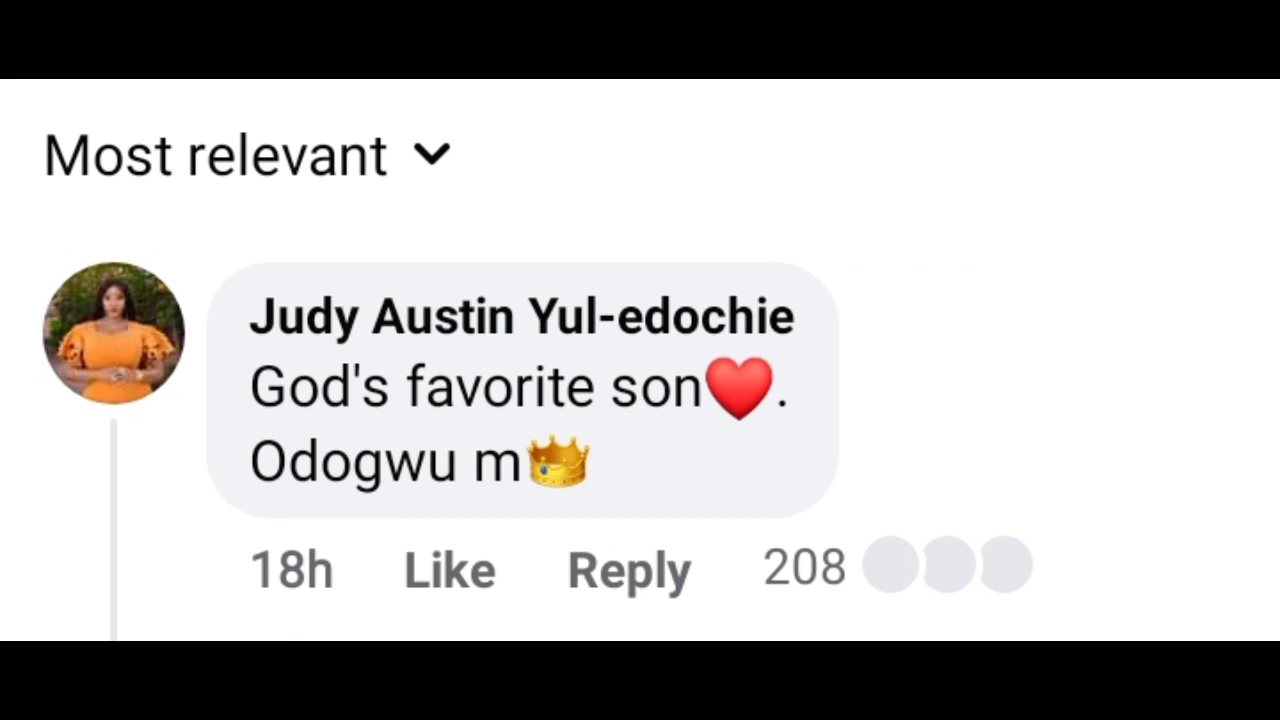 Most relevant
Judy Austin Yul-edochie
God's favorite son❤️.
Odogwu m👑
18h Like Reply 208